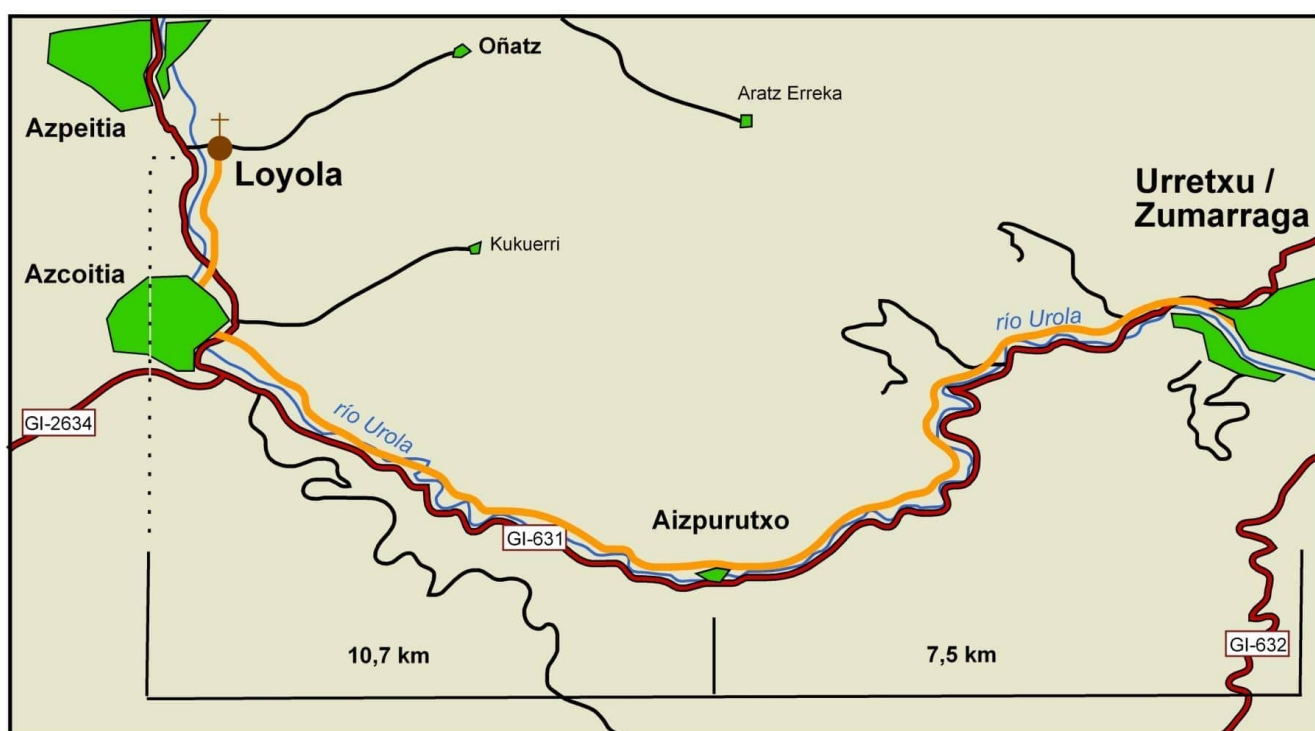 Oñatz
Aratz Erreka
Azpeitia
Loyola
Urretxu /
Zumarraga
Kukuerri
Azcoitia
río Urola
río Urola
GI-2634
Aizpurutxo
GI-631
10,7 km
7,5 km
GI-632